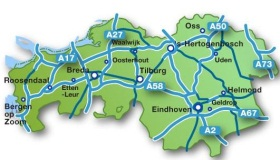 Oss
A50
A27
Waalwijk
's-Hertogenbosch
A17
Oosterhout
Uden
A73
Breda
Tilburg
Roosendaal
Etten-
Leur
A58
Helmond
Bergen
op
Zoom
Eindhoven
Geldrop
A67
A2